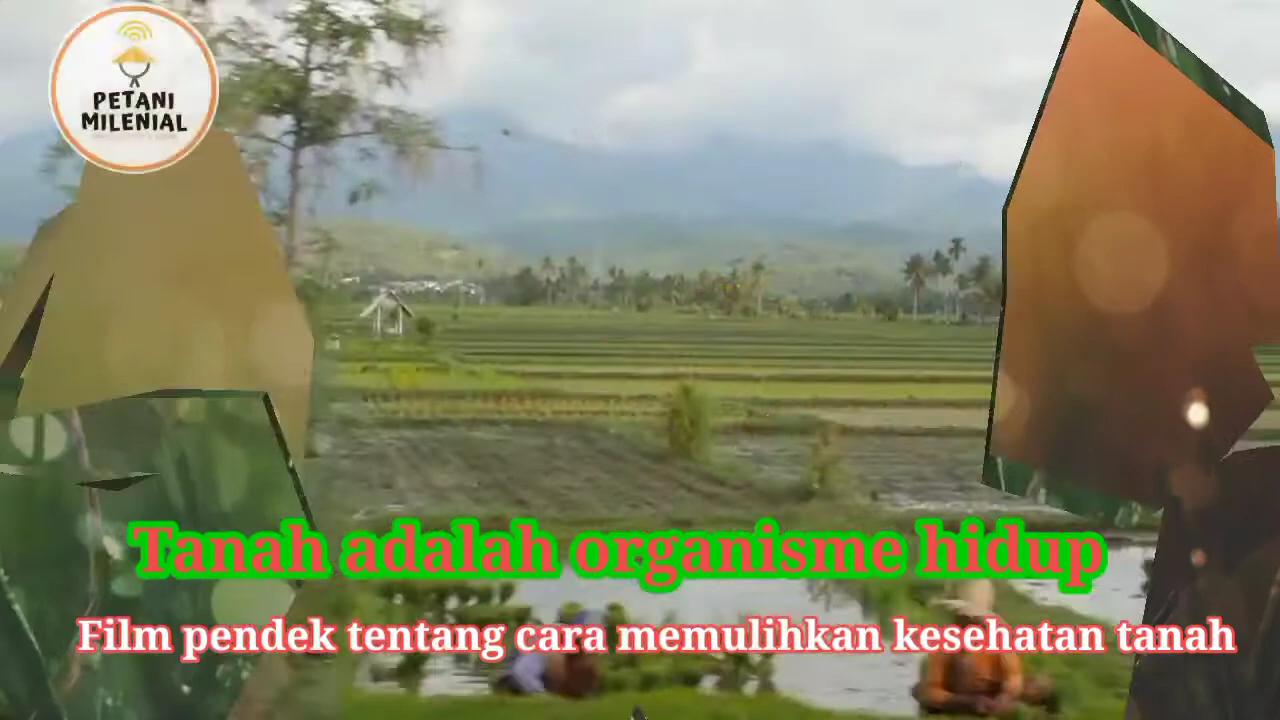 PETANI
MILENIAL
Tanah adalah organisme hidup
Film pendek tentang cara memulihkan kesehatan tanah